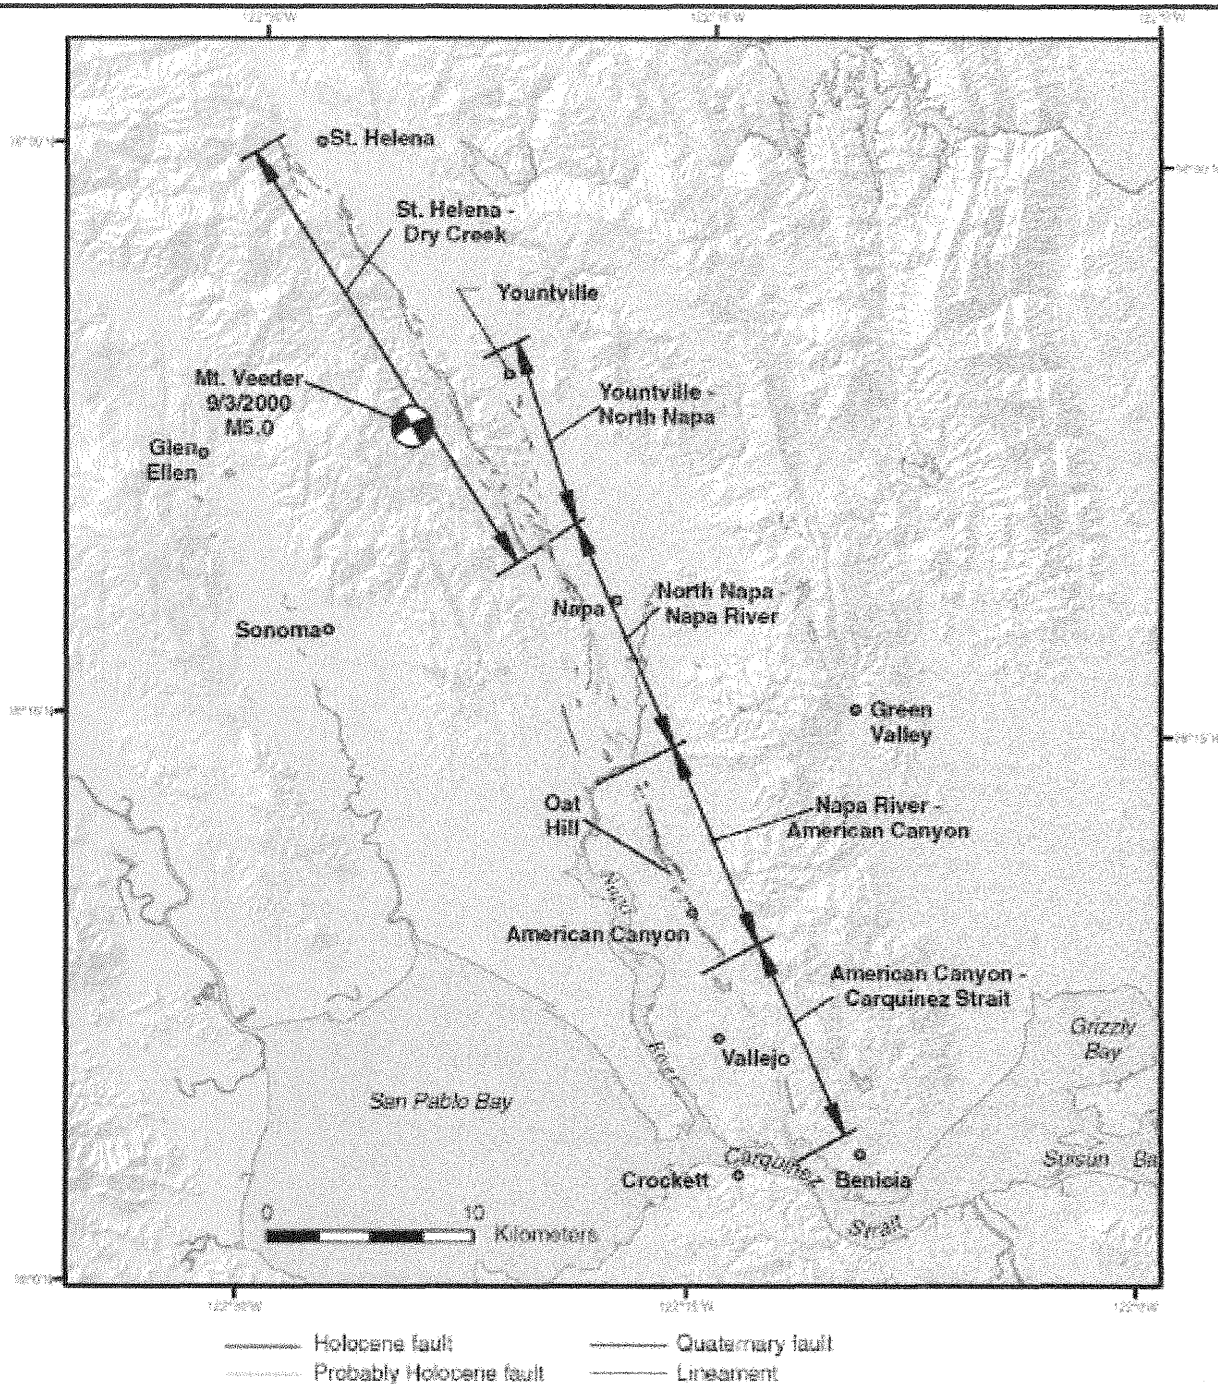 St. Helena
St. Helena -
Dry Creek
Yountville
Mt. Veeder
9/3/2000
M5.0
Yountville -
North Napa
Glen
Ellen
Napa
North Napa -
Napa River
Sonoma
Green
Valley
Oat
Hill
Napa River -
American Canyon
Napa
American Canyon
American Canyon -
Carquinez Strait
Grizzly
Bay
River
Vallejo
San Pablo Bay
Carquinez
Suisun Ba
Crockett
Benicia
Strait
0 10
Kilometers
Holocene fault
Quaternary fault
Probably Holocene fault
Lineament